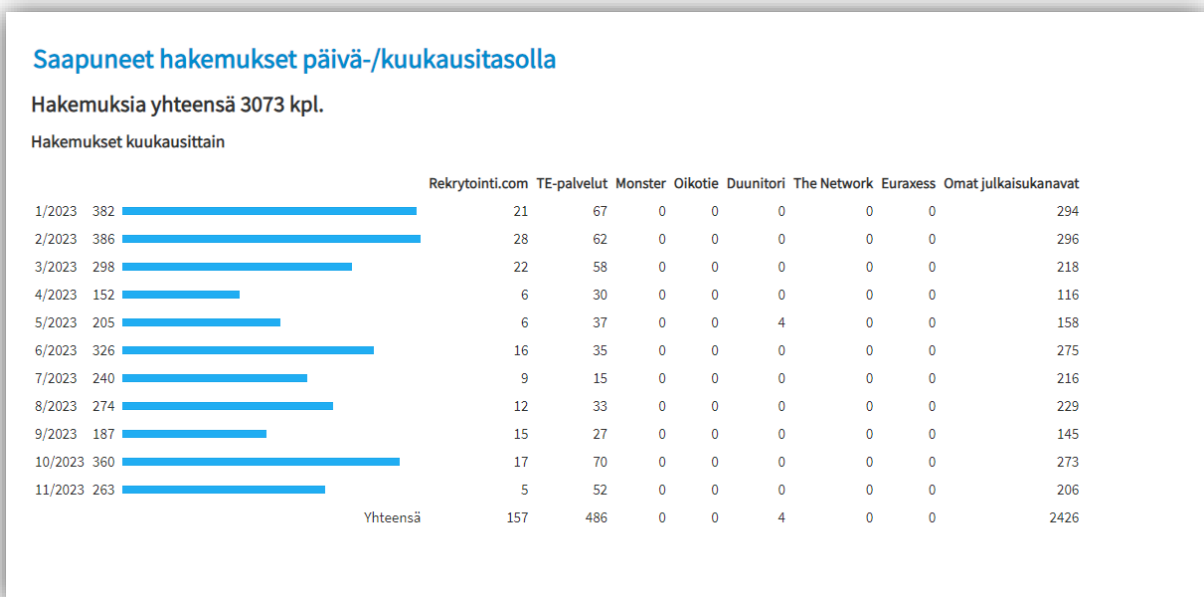 Saapuneet hakemukset päivä-/kuukausitasolla
Hakemuksia yhteensä 3073 kpl.
Hakemukset kuukausittain
Rekrytointi.com TE-palvelut Monster Oikotie Duunitori The Network Euraxess Omat julkaisukanavat
1/2023 382 21 67 0 0 0 0 0 294
2/2023 386 28 62 0 0 0 0 0 296
3/2023 298 22 58 0 0 0 0 0 218
4/2023 152 6 30 0 0 0 0 0 116
5/2023 205 6 37 0 0 4 0 0 158
6/2023 326 16 35 0 0 0 0 0 275
7/2023 240 9 15 0 0 0 0 0 216
8/2023 274 12 33 0 0 0 0 0 229
9/2023 187 15 27 0 0 0 0 0 145
10/2023 360 17 70 0 0 0 0 0 273
11/2023 263 5 52 0 0 0 0 0 206
Yhteensä 157 486 0 0 4 0 0 2426